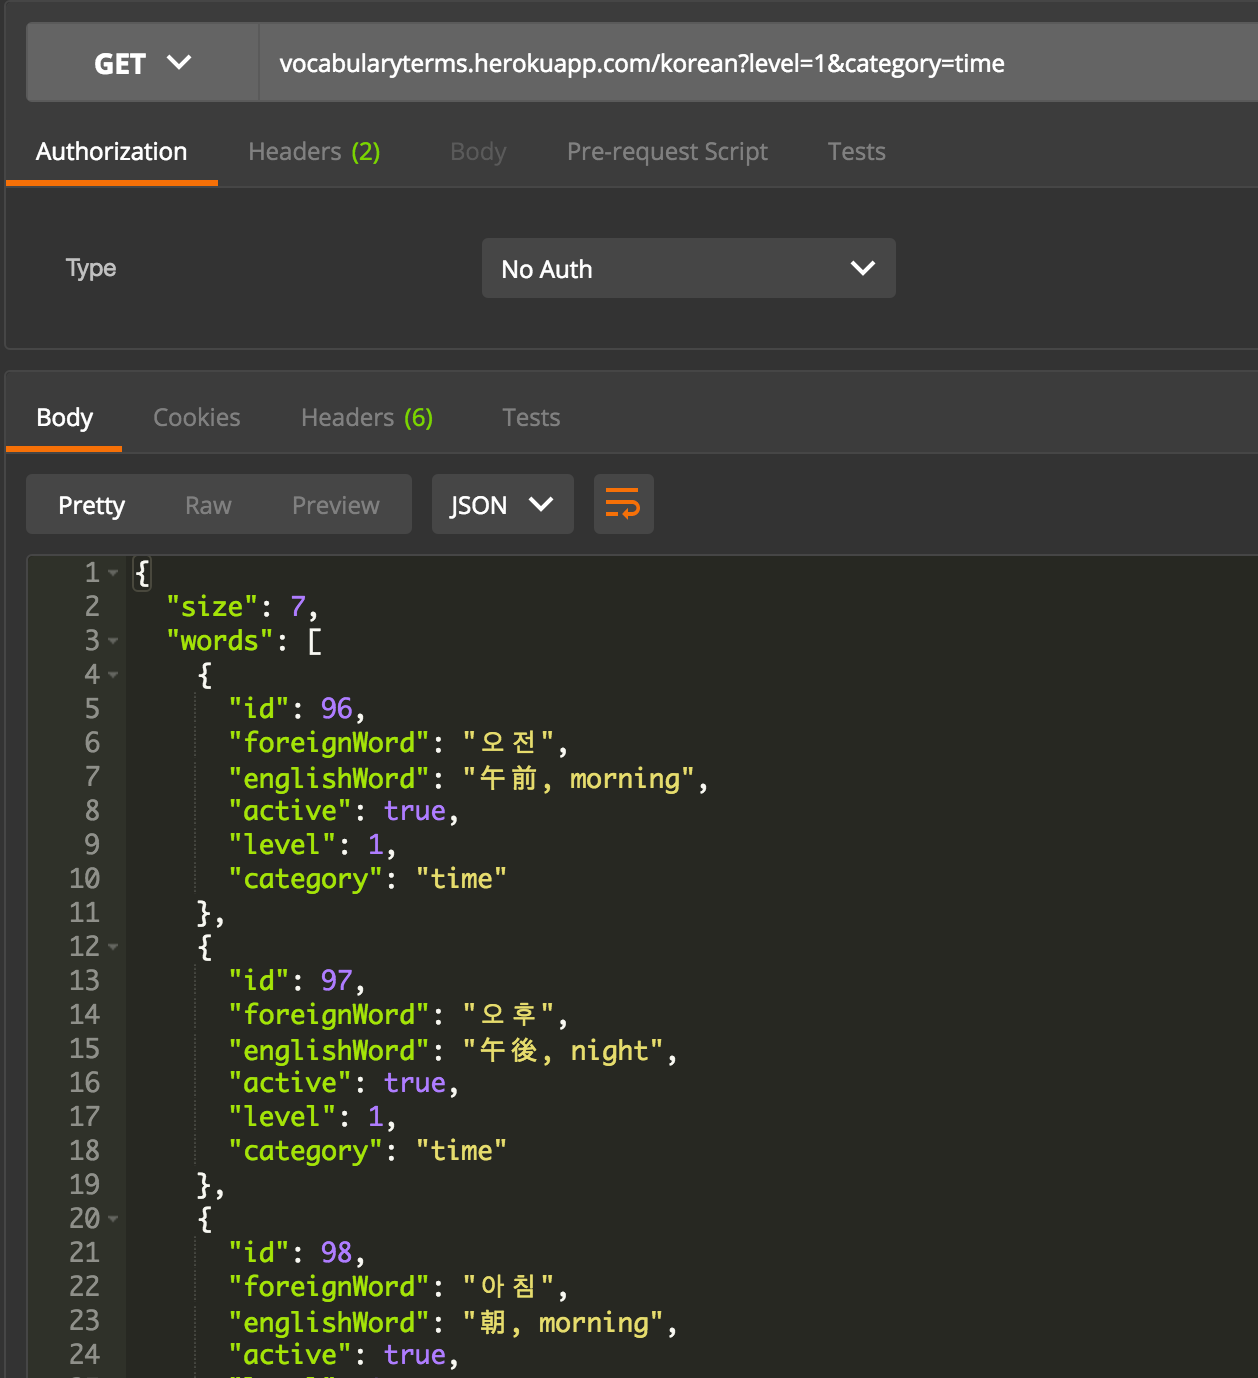 GET vocabularyterms.herokuapp.com/korean?level=1&category=time
Authorization Headers (2) Body Pre-request Script Tests
Type No Auth
Body Cookies Headers (6) Tests
Pretty Raw Preview JSON
1 {
2 "size": 7,
3 "words": [
4 {
5 "id": 96,
6 "foreignWord": "오전",
7 "englishWord": "午前, morning",
8 "active": true,
9 "level": 1,
10 "category": "time"
11 },
12 {
13 "id": 97,
14 "foreignWord": "오후",
15 "englishWord": "午後, night",
16 "active": true,
17 "level": 1,
18 "category": "time"
19 },
20 {
21 "id": 98,
22 "foreignWord": "아침",
23 "englishWord": "朝, morning",
24 "active": true,